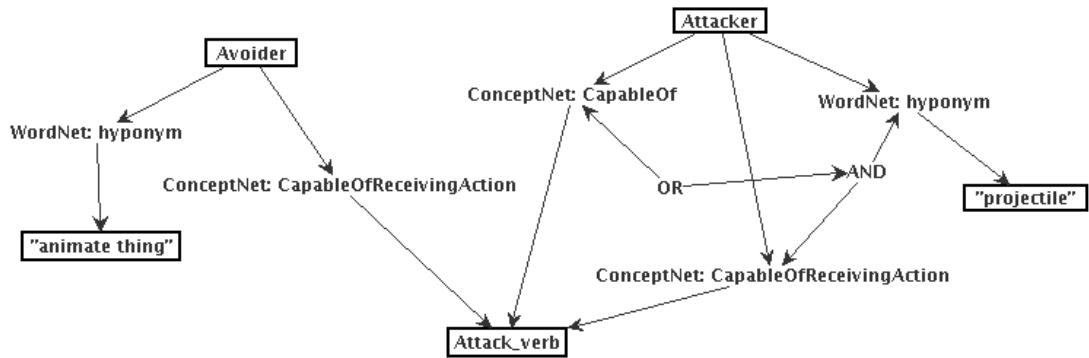 Attacker
Avoider
ConceptNet: CapableOf
WordNet: hyponym
WordNet: hyponym
ConceptNet: CapableOfReceivingAction
OR
AND
"projectile"
"animate thing"
ConceptNet: CapableOfReceivingAction
Attack_verb